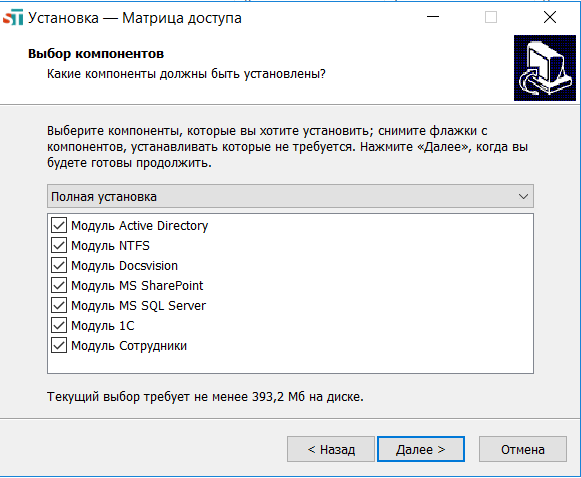 Установка — Матрица доступа
Выбор компонентов
Какие компоненты должны быть установлены?
Выберите компоненты, которые вы хотите установить; снимите флажки с
компонентов, устанавливать которые не требуется. Нажмите «Далее», когда вы
будете готовы продолжить.
Полная установка
Модуль Active Directory
Модуль NTFS
Модуль Docsvision
Модуль MS SharePoint
Модуль MS SQL Server
Модуль 1С
Модуль Сотрудники
Текущий выбор требует не менее 393,2 Мб на диске.
< Назад
Далее >
Отмена